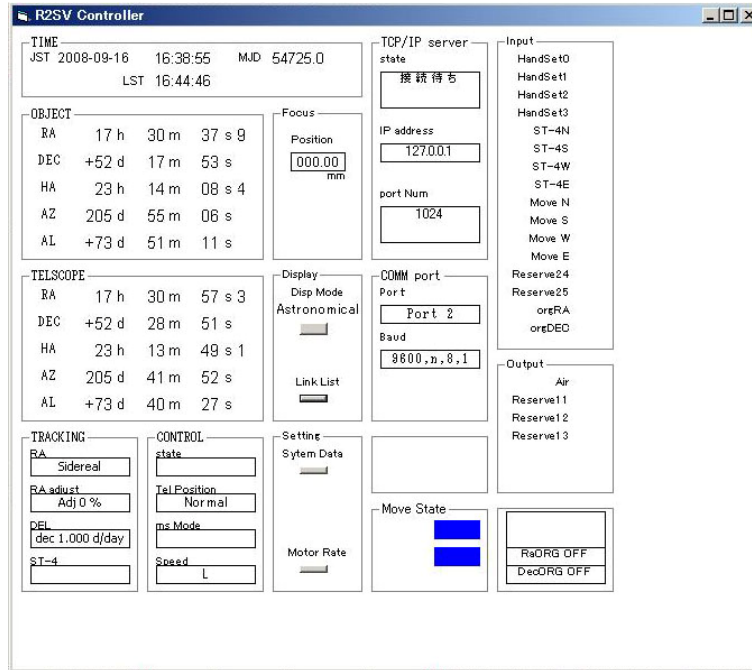 R2SV Controller
TIME
JST 2008-09-16 16:38:55 MJD 54725.0
LST 16:44:46
OBJECT
RA 17 h 30 m 37 s 9
DEC +52 d 17 m 53 s
HA 23 h 14 m 08 s 4
AZ 205 d 55 m 06 s
AL +73 d 51 m 11 s
TELSCOPE
RA 17 h 30 m 57 s 3
DEC +52 d 28 m 51 s
HA 23 h 13 m 49 s 1
AZ 205 d 41 m 52 s
AL +73 d 40 m 27 s
TRACKING
RA
Sidereal
RA adjust
Adj 0 %
DEL
dec 1.000 d/day
ST-4
CONTROL
state
Tel Position
Normal
ms Mode
Speed
L
Focus
Position
000.00
mm
Display
Disp Mode
Astronomical
Link List
Setting
Sytem Data
Motor Rate
TCP/IP server
state
接続待ち
IP address
127.0.0.1
port Num
1024
COMM port
Port
Port 2
Baud
9600,n,8,1
Move State
Input
HandSet0
HandSet1
HandSet2
HandSet3
ST-4N
ST-4S
ST-4W
ST-4E
Move N
Move S
Move W
Move E
Reserve24
Reserve25
orgRA
orgDEC
Output
Air
Reserve11
Reserve12
Reserve13
RaORG OFF
DecORG OFF